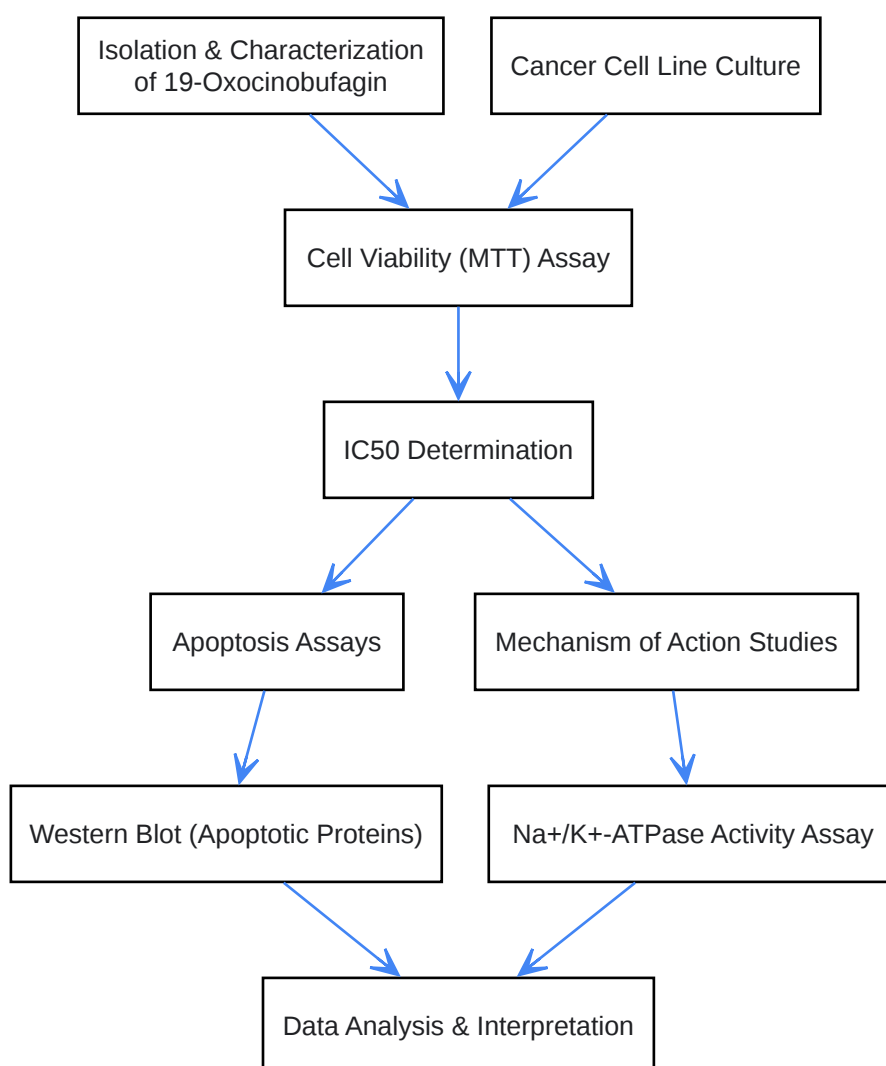 Isolation & Characterization
of 19-Oxocinobufagin
Cancer Cell Line Culture
Cell Viability (MTT) Assay
IC50 Determination
Apoptosis Assays
Mechanism of Action Studies
Western Blot (Apoptotic Proteins)
Na+/K+-ATPase Activity Assay
Data Analysis & Interpretation